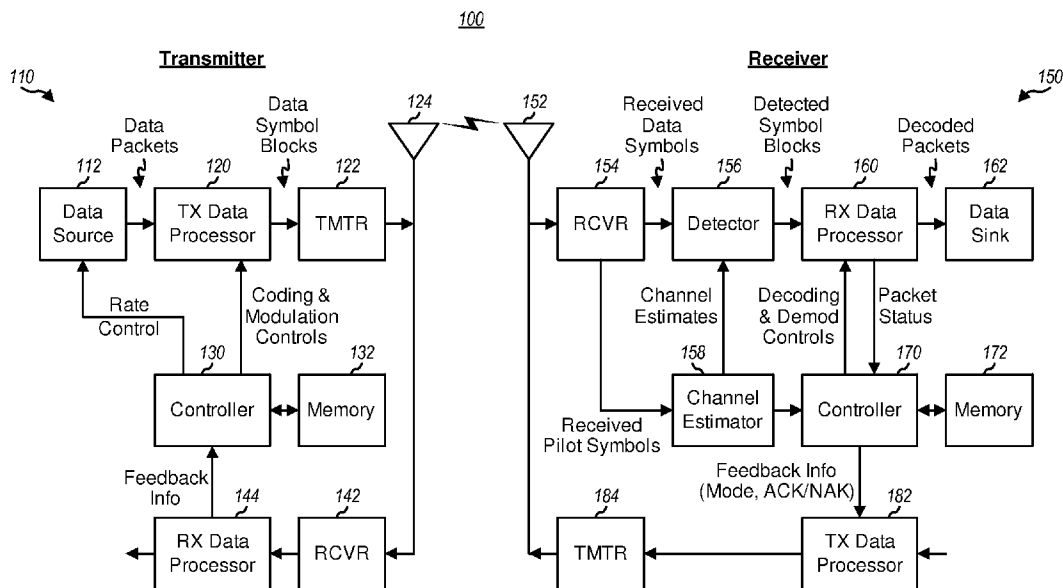 100
Transmitter
Receiver
110
150
124
152
Data
Packets
Data
Symbol
Blocks
Received
Data
Symbols
Detected
Symbol
Blocks
Decoded
Packets
112
120
122
154
156
160
162
Data
Source
TX Data
Processor
TMTR
RCVR
Detector
RX Data
Processor
Data
Sink
Rate
Control
Coding &
Modulation
Controls
Channel
Estimates
Decoding
& Demod
Controls
Packet
Status
130
132
158
170
172
Controller
Memory
Channel
Estimator
Controller
Memory
Received
Pilot Symbols
Feedback
Info
Feedback Info
(Mode, ACK/NAK)
144
142
184
182
RX Data
Processor
RCVR
TMTR
TX Data
Processor